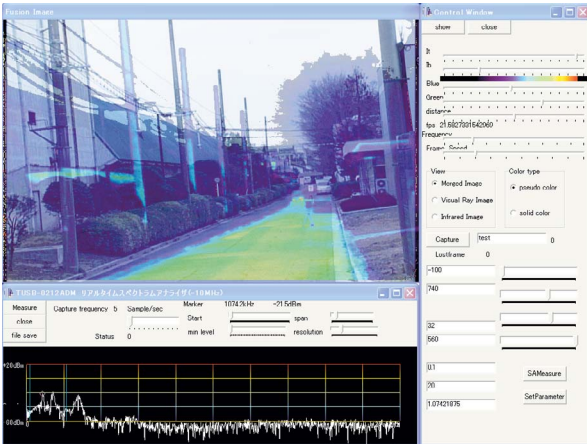 Fusion Image
Control Window
show close
It
Th
Blue
Green
distance
fps 21.6827331542969
Frequency
Frame Speed
View
Merged Image
Visual Ray Image
Infrared Image
Color type
pseudo color
solid color
Capture test 0
Lustframe 0
-100
740
32
560
0.1
20
1.07421875
SAMeasure
SetParameter
TUSB-0212ADM リアルタイムスペクトラムアナライザ(-10MHz)
Measure
close
file save
Capture frequency 5
Sample/sec
Status 0
Marker 1074.2kHz -21.5dBm
Start span
min level resolution
+20dBm